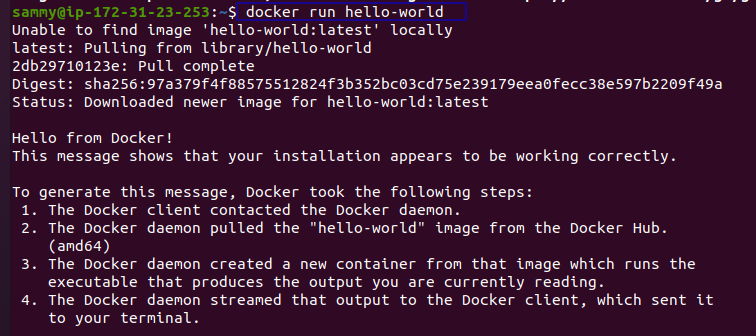 sammy@ip-172-31-23-253:~$ docker run hello-world
Unable to find image 'hello-world:latest' locally
latest: Pulling from library/hello-world
2db29710123e: Pull complete
Digest: sha256:97a379f4f88575512824f3b352bc03cd75e239179eea0fecc38e597b2209f49a
Status: Downloaded newer image for hello-world:latest
Hello from Docker!
This message shows that your installation appears to be working correctly.
To generate this message, Docker took the following steps:
1. The Docker client contacted the Docker daemon.
2. The Docker daemon pulled the "hello-world" image from the Docker Hub.
(amd64)
3. The Docker daemon created a new container from that image which runs the
executable that produces the output you are currently reading.
4. The Docker daemon streamed that output to the Docker client, which sent it
to your terminal.